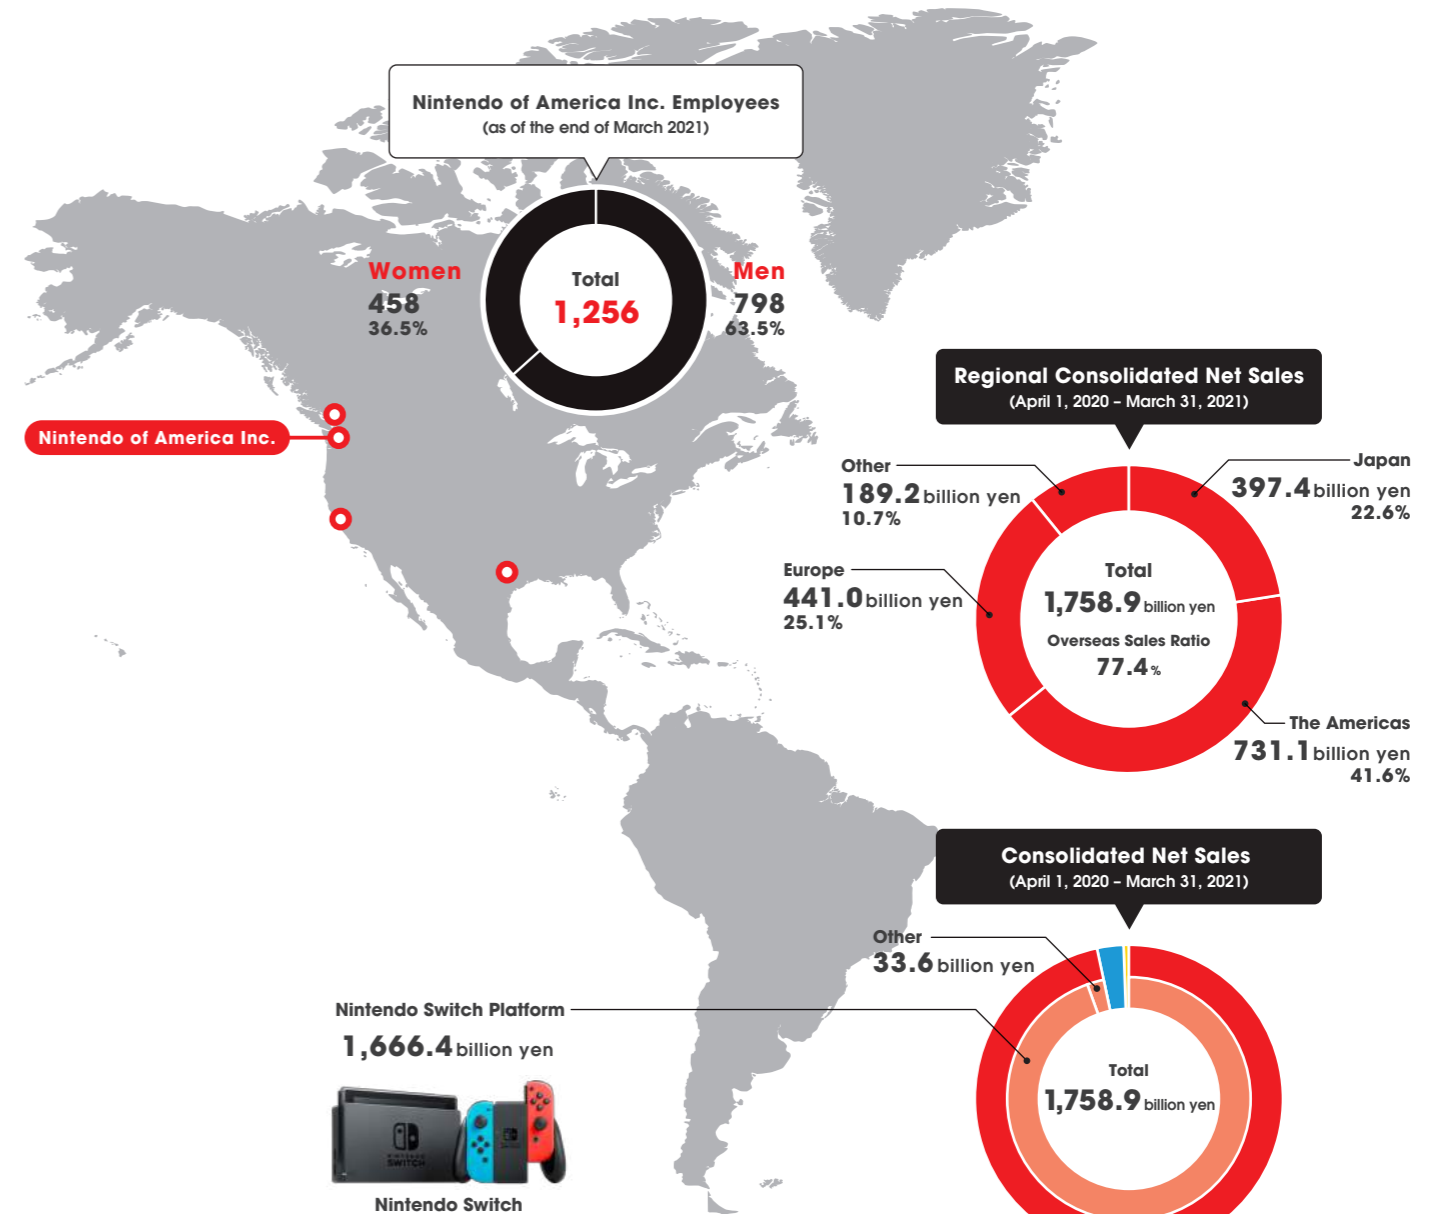 Nintendo of America Inc. Employees
(as of the end of March 2021)
Women
458
36.5%
Total
1,256
Men
798
63.5%
Nintendo of America Inc.
Regional Consolidated Net Sales
(April 1, 2020 – March 31, 2021)
Other
189.2 billion yen
10.7%
Japan
397.4 billion yen
22.6%
Europe
441.0 billion yen
25.1%
Total
1,758.9 billion yen
Overseas Sales Ratio
77.4%
The Americas
731.1 billion yen
41.6%
Consolidated Net Sales
(April 1, 2020 – March 31, 2021)
Other
33.6 billion yen
Nintendo Switch Platform
1,666.4 billion yen
Total
1,758.9 billion yen
NINTENDO
SWITCH
Nintendo Switch